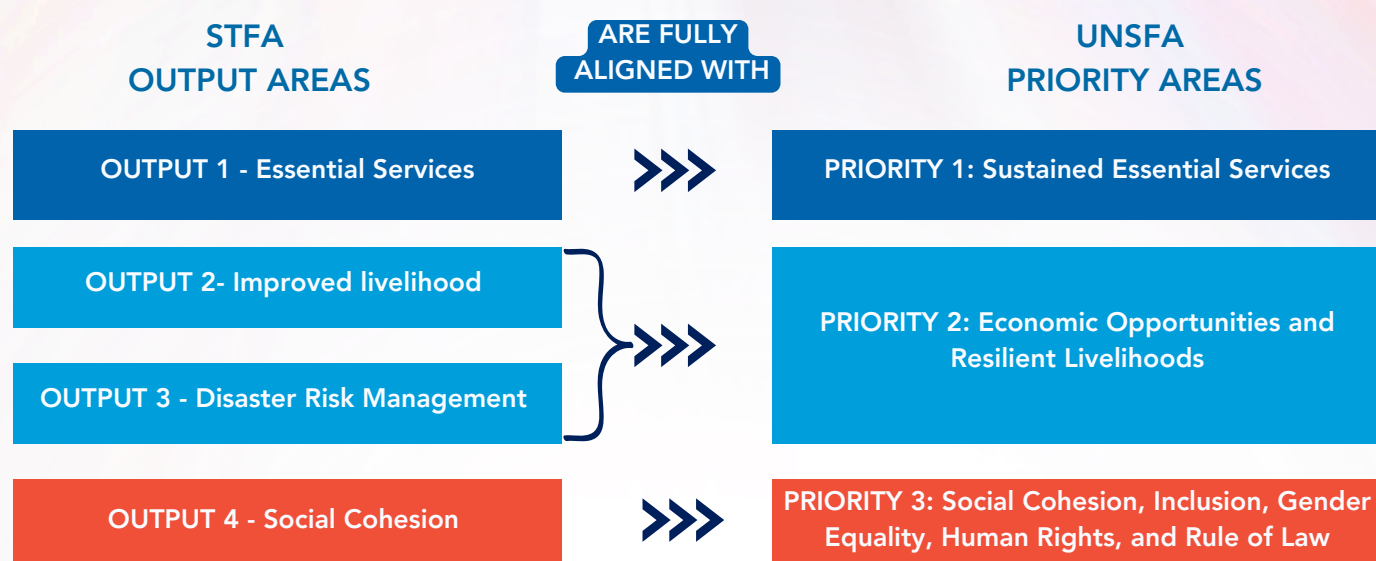 STFA
OUTPUT AREAS
ARE FULLY
ALIGNED WITH
UNSFA
PRIORITY AREAS
OUTPUT 1 - Essential Services
PRIORITY 1: Sustained Essential Services
OUTPUT 2- Improved livelihood
OUTPUT 3 - Disaster Risk Management
PRIORITY 2: Economic Opportunities and
Resilient Livelihoods
OUTPUT 4 - Social Cohesion
PRIORITY 3: Social Cohesion, Inclusion, Gender
Equality, Human Rights, and Rule of Law